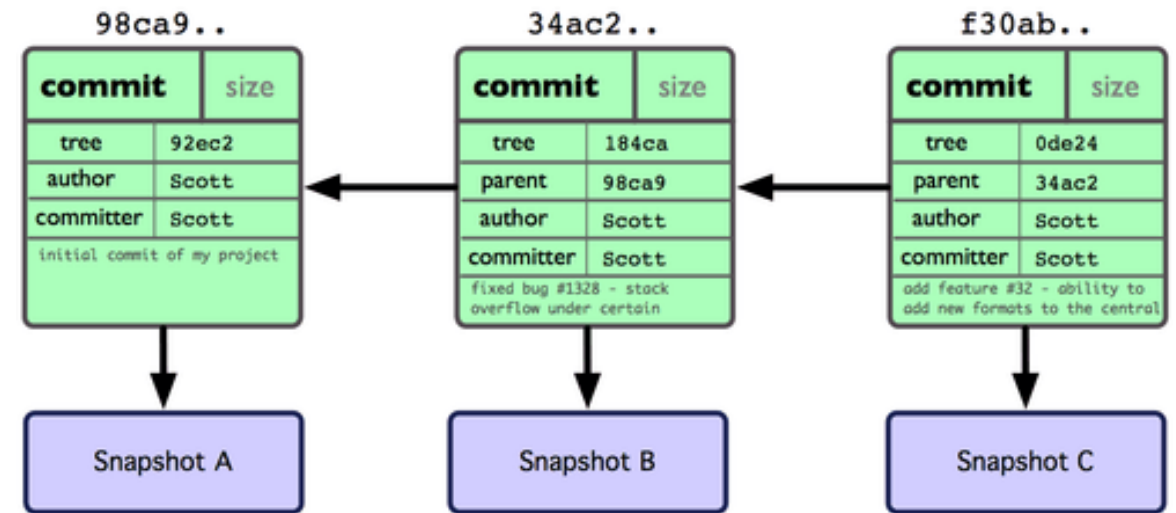 98ca9..
commit size
tree 92ec2
author Scott
committer Scott
initial commit of my project
Snapshot A
34ac2..
commit size
tree 184ca
parent 98ca9
author Scott
committer Scott
fixed bug #1328 - stack
overflow under certain
Snapshot B
f30ab..
commit size
tree 0de24
parent 34ac2
author Scott
committer Scott
add feature #32 - ability to
add new formats to the central
Snapshot C